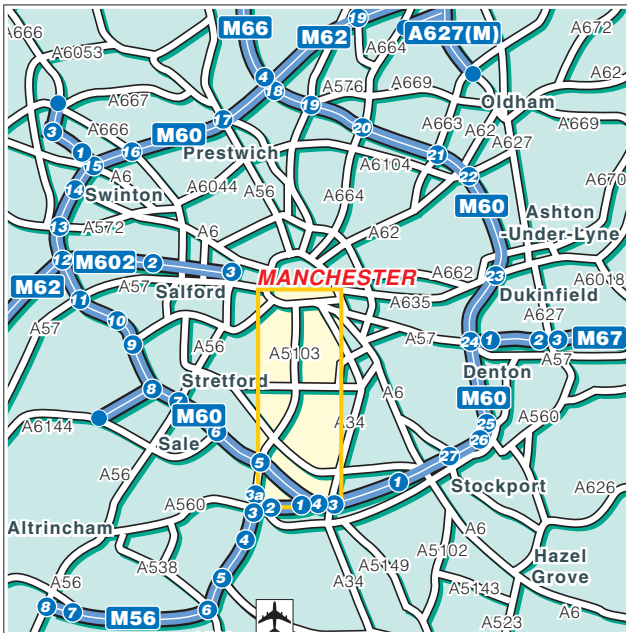 A666
A6053
M66
M62
19
A664
A627(M)
A672
A667
4
18
A576
A669
A62
Oldham
3
A666
M60
17
19
20
A663
A62
A669
1
15
16
Prestwich
A6104
21
A627
A6
14
Swinton
A6044
A56
A664
22
A670
M60
Ashton
-Under-Lyne
13
A572
A6
A62
12
M602
2
3
MANCHESTER
A662
23
A6018
M62
A57
Salford
A635
Dukinfield
11
A627
A57
10
9
A56
A5103
A57
24
1
2
3
M67
A57
Stretford
Denton
8
7
A6
M60
M60
A34
A560
A6144
6
25
26
Sale
5
27
A56
1
Stockport
A626
3a
A560
3
2
1
4
3
Altrincham
4
A6
A538
A5149
A5102
Hazel
Grove
A56
5
A34
A5143
8
7
M56
6
A523
A6